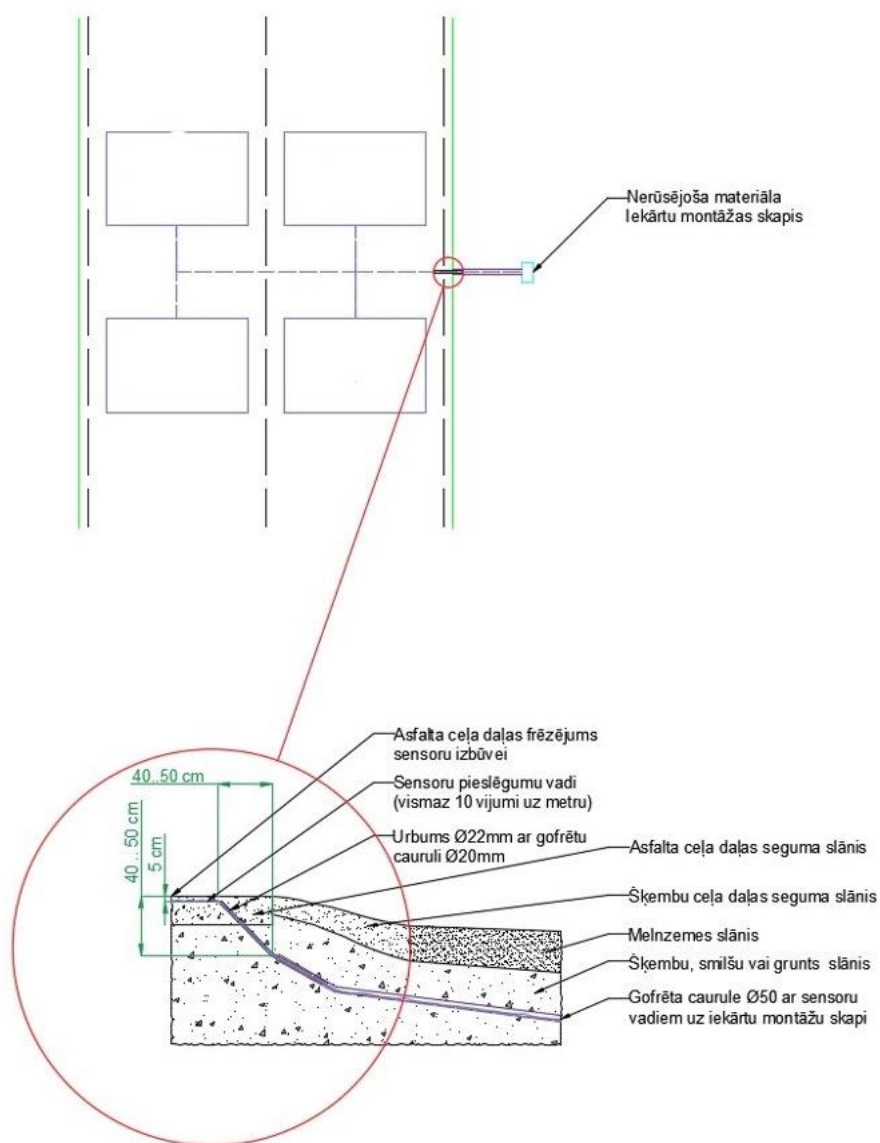 Nerūsējoša materiāla
Iekārtu montāžas skapis
Asfalta ceļa daļas frēzējums
sensoru izbūvei
40..50 cm
Sensoru pieslēgumu vadi
(vismaz 10 vijumi uz metru)
40 .. 50 cm
5 cm
Urbums Ø22mm ar gofrētu
cauruli Ø20mm
Asfalta ceļa daļas seguma slānis
Šķembu ceļa daļas seguma slānis
Melnzemes slānis
Šķembu, smilšu vai grunts slānis
Gofrēta caurule Ø50 ar sensoru
vadiem uz iekārtu montāžu skapi